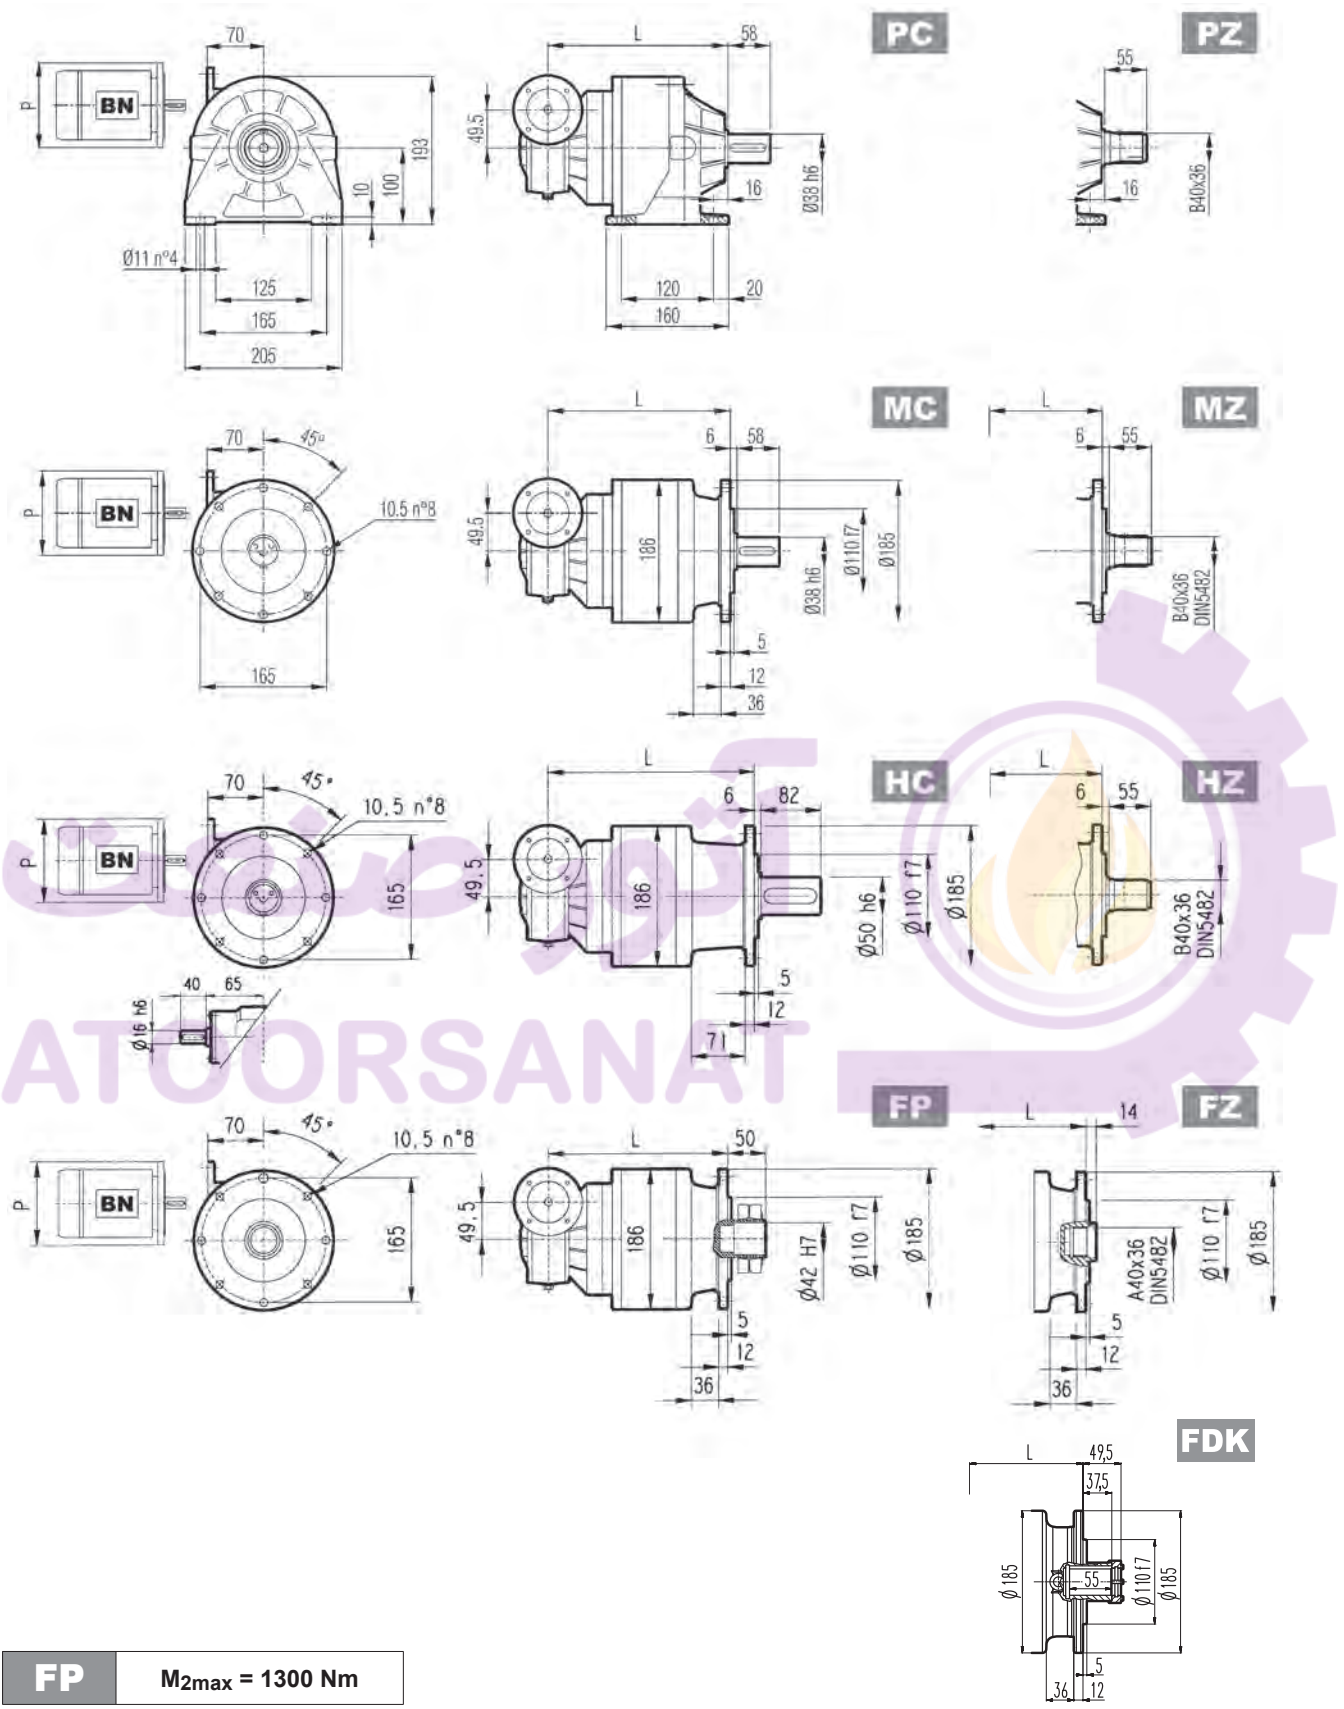 PC
PZ
70
BN
P
193
100
10
Ø11 nº4
125
165
205
L
58
49.5
16
Ø38 h6
120
20
160
55
16
B40x36
MC
MZ
70
45º
BN
P
10.5 nº8
165
L
6
58
49.5
186
Ø38 h6
Ø110 f7
Ø185
5
12
36
L
6
55
B40x36
DIN5482
HC
HZ
70
45°
10,5 n°8
BN
P
165
40
65
Ø16 h6
L
6
82
49.5
186
Ø50 h6
Ø110 f7
Ø185
5
12
71
L
6
55
B40x36
DIN5482
آتور صنعت
ATOORSANAT
FP
FZ
70
45°
10,5 n°8
BN
P
165
L
50
49.5
186
Ø42 H7
Ø110 f7
Ø185
5
12
36
L
14
A40x36
DIN5482
Ø110 f7
Ø185
5
12
36
FDK
L
49,5
37,5
Ø185
55
Ø110 f7
Ø185
5
36
12
FP
M2max = 1300 Nm